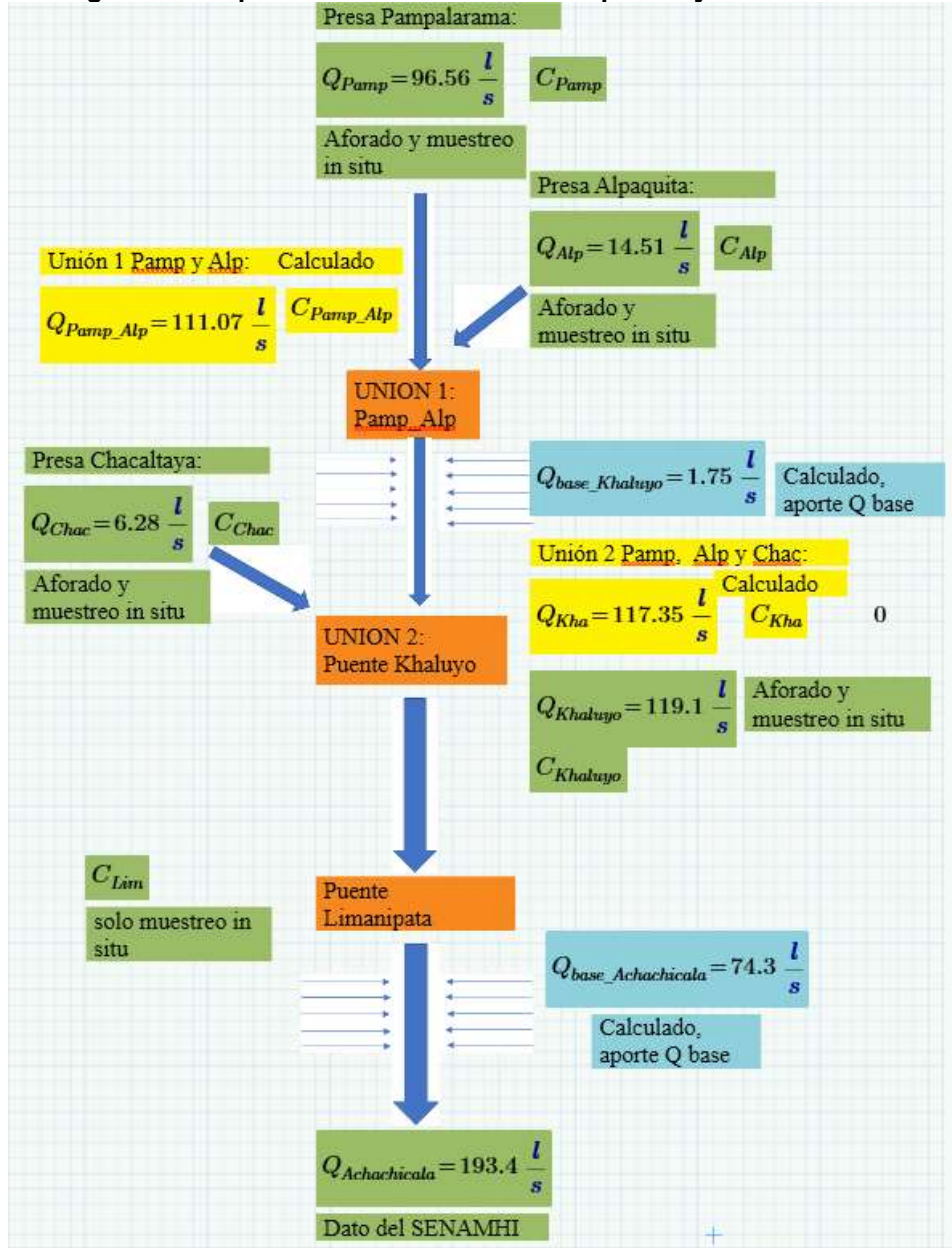 Presa Pampalarama:
Q_Pamp = 96.56 l/s C_Pamp
Aforado y muestreo
in situ
Presa Alpaquita:
Q_Alp = 14.51 l/s C_Alp
Aforado y
muestreo in situ
Unión 1 Pamp y Alp: Calculado
Q_Pamp_Alp = 111.07 l/s C_Pamp_Alp
UNION 1:
Pamp_Alp
Presa Chacaltaya:
Q_Chac = 6.28 l/s C_Chac
Aforado y
muestreo in situ
Q_base_Khaluyo = 1.75 l/s
Calculado,
aporte Q base
Unión 2 Pamp, Alp y Chac:
Calculado
Q_Kha = 117.35 l/s C_Kha 0
UNION 2:
Puente Khaluyo
Q_Khaluyo = 119.1 l/s
Aforado y
muestreo in situ
C_Khaluyo
C_Lim
solo muestreo in
situ
Puente
Limanipata
Q_base_Achachicala = 74.3 l/s
Calculado,
aporte Q base
Q_Achachicala = 193.4 l/s
Dato del SENAMHI